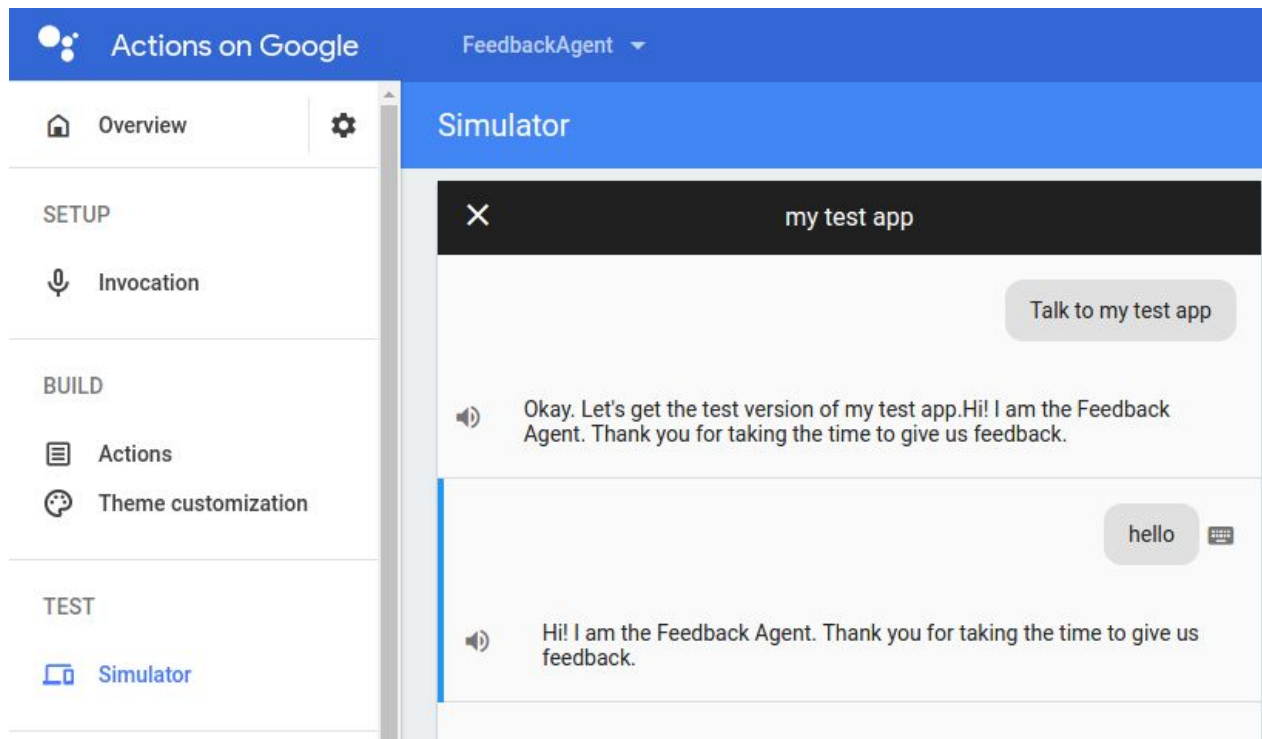 Actions on Google
FeedbackAgent
Overview
Simulator
SETUP
my test app
Invocation
Talk to my test app
BUILD
Okay. Let's get the test version of my test app.Hi! I am the Feedback
Agent. Thank you for taking the time to give us feedback.
Actions
Theme customization
hello
TEST
Hi! I am the Feedback Agent. Thank you for taking the time to give us
feedback.
Simulator